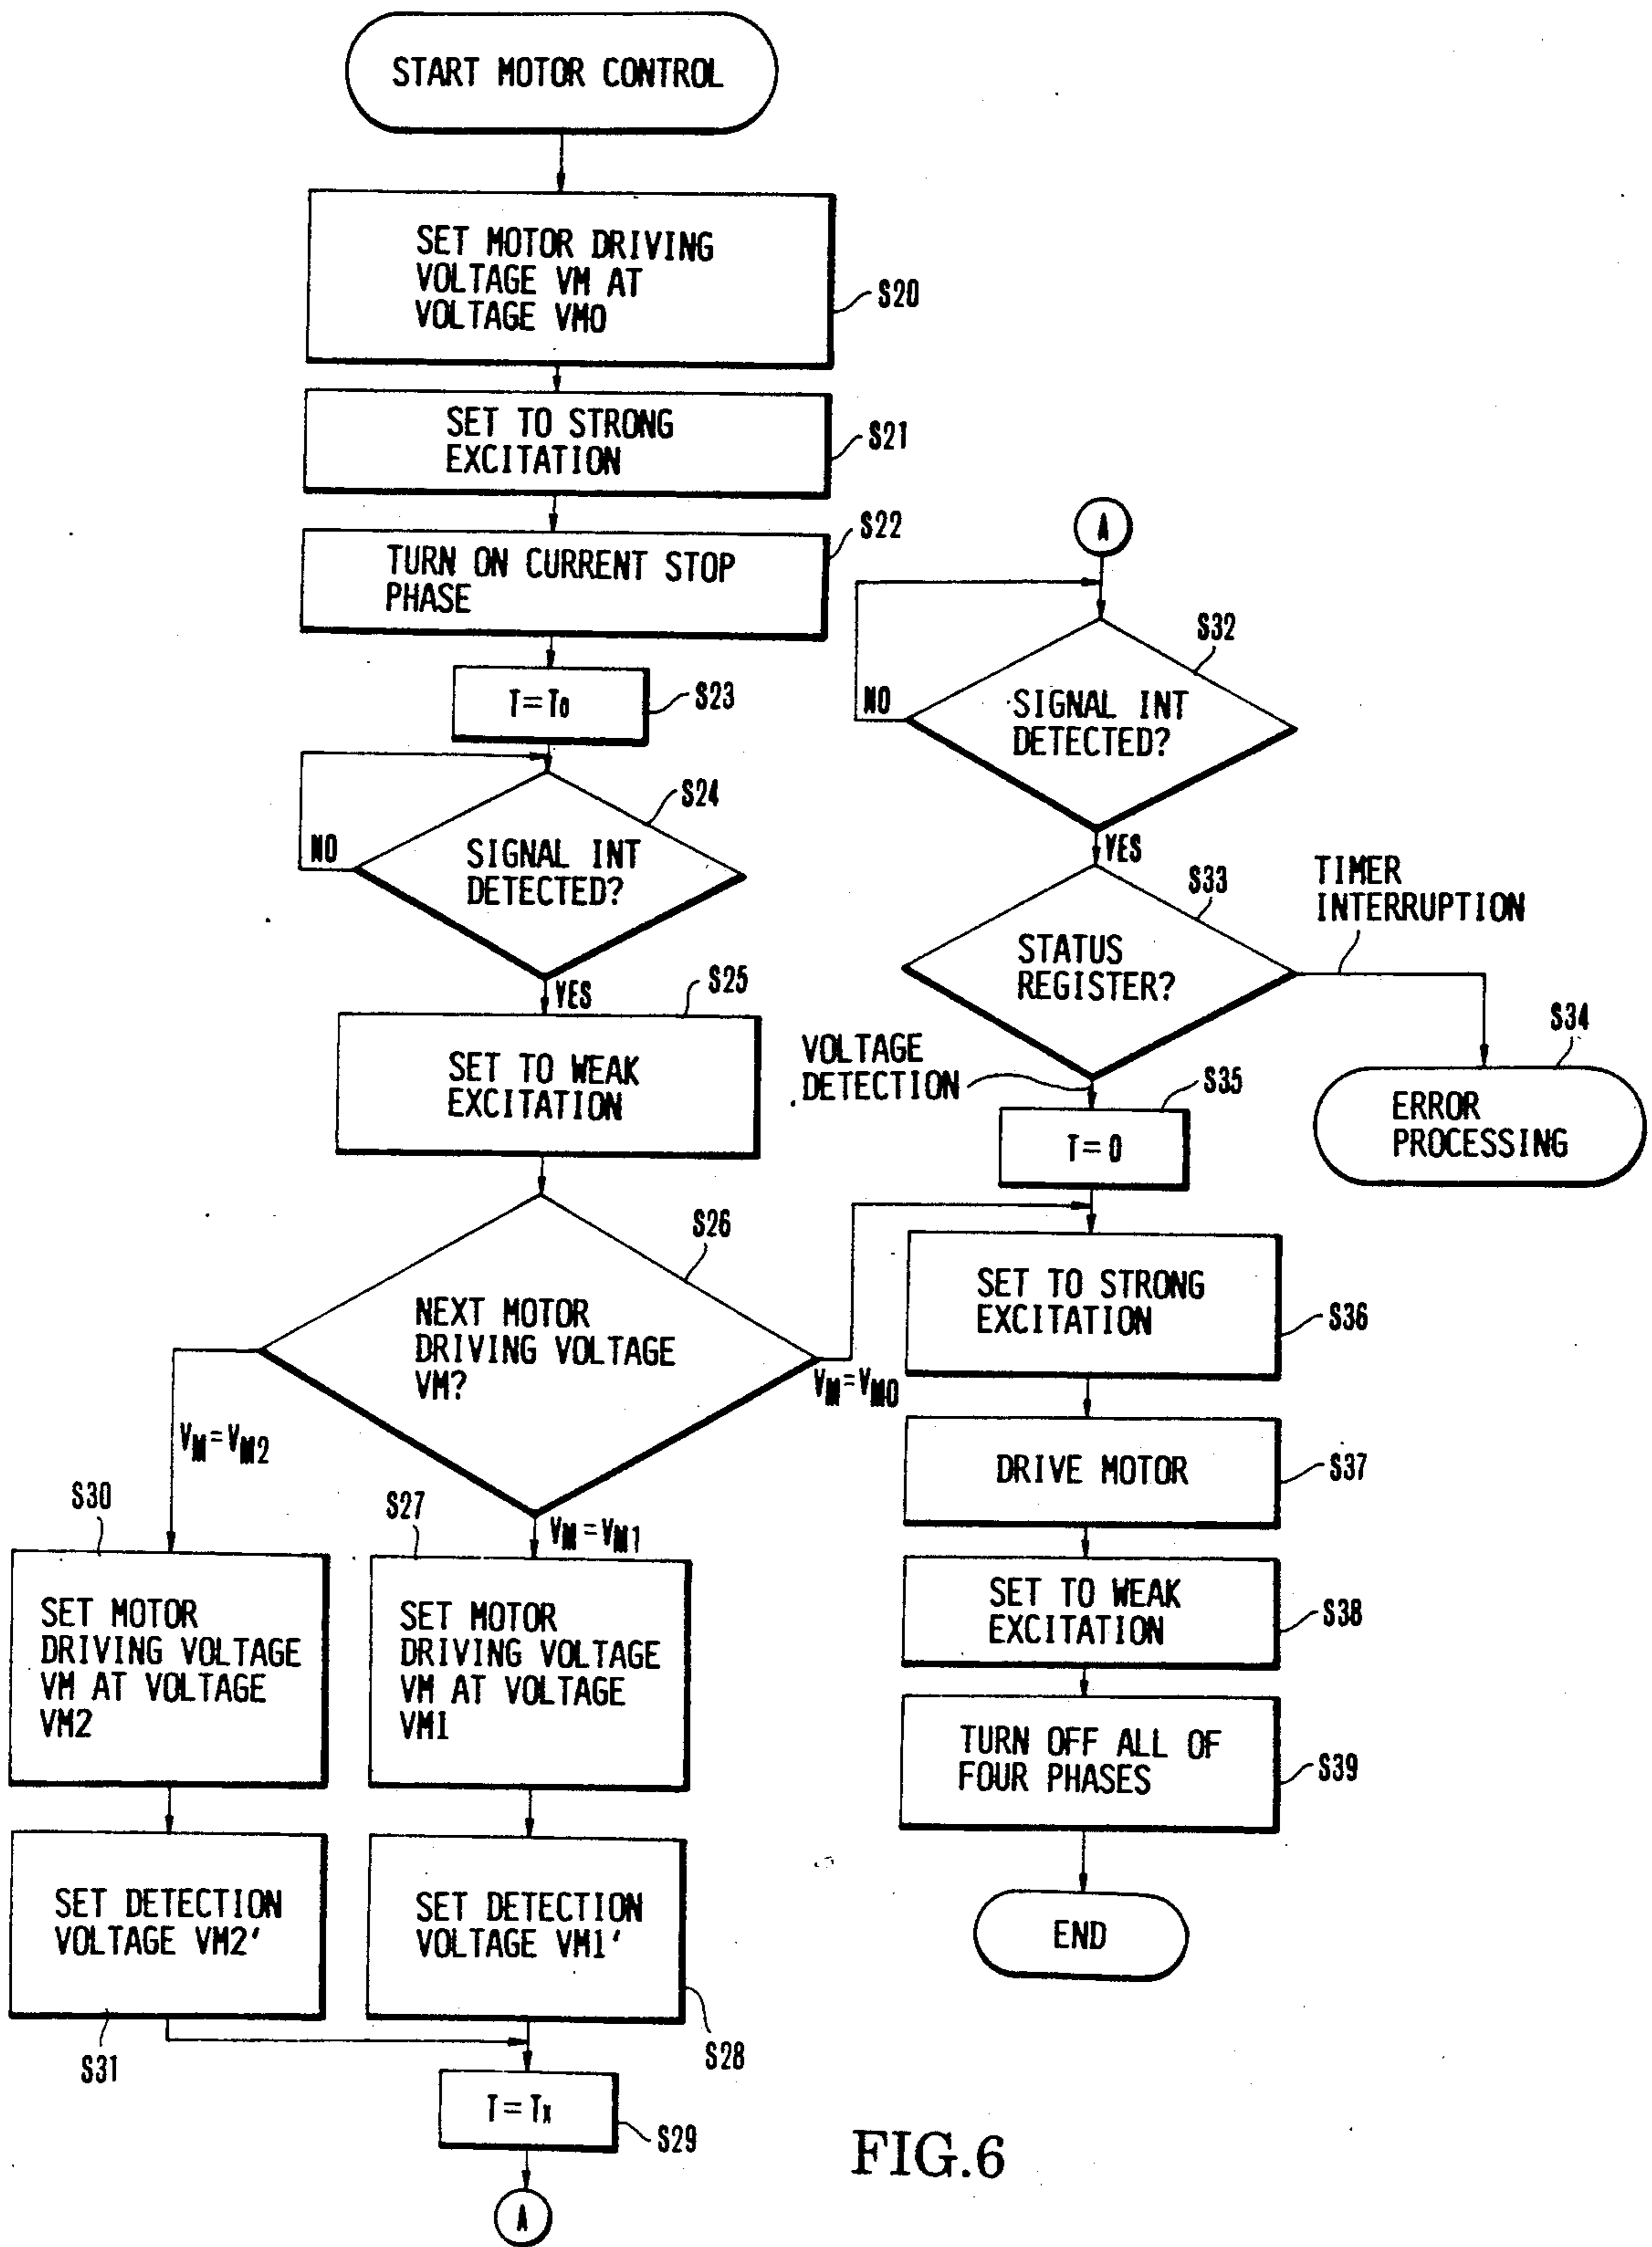 START MOTOR CONTROL
SET MOTOR DRIVING
VOLTAGE VM AT
VOLTAGE VM0
S20
SET TO STRONG
EXCITATION
S21
TURN ON CURRENT STOP
PHASE
S22
T=T0
S23
SIGNAL INT
DETECTED?
S24
NO
YES
SET TO WEAK
EXCITATION
S25
NEXT MOTOR
DRIVING VOLTAGE
VM?
S26
VM=VM0
VM=VM2
VM=VM1
S30
SET MOTOR
DRIVING VOLTAGE
VM AT VOLTAGE
VM2
S27
SET MOTOR
DRIVING VOLTAGE
VM AT VOLTAGE
VM1
SET DETECTION
VOLTAGE VM2'
S31
SET DETECTION
VOLTAGE VM1'
S28
T=Tx
S29
A
A
S32
SIGNAL INT
DETECTED?
NO
YES
S33
STATUS
REGISTER?
TIMER
INTERRUPTION
S34
ERROR
PROCESSING
VOLTAGE
DETECTION
S35
T=0
SET TO STRONG
EXCITATION
S36
DRIVE MOTOR
S37
SET TO WEAK
EXCITATION
S38
TURN OFF ALL OF
FOUR PHASES
S39
END
FIG.6